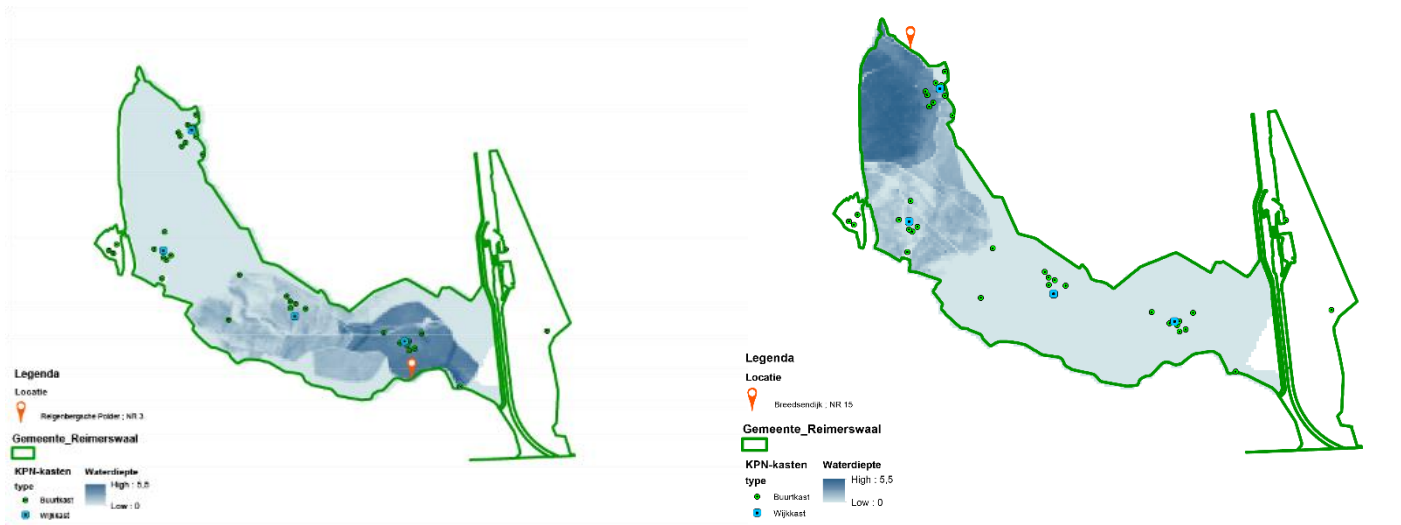 Legenda
Locatie
Reigenbergsche Polder ; NR 3
Gemeente_Reimerswaal
KPN-kasten
type
Buurtkast
Wijkkast
Waterdiepte
High : 5,5
Low : 0
Legenda
Locatie
Breedsendijk ; NR 15
Gemeente_Reimerswaal
KPN-kasten
type
Buurtkast
Wijkkast
Waterdiepte
High : 5,5
Low : 0